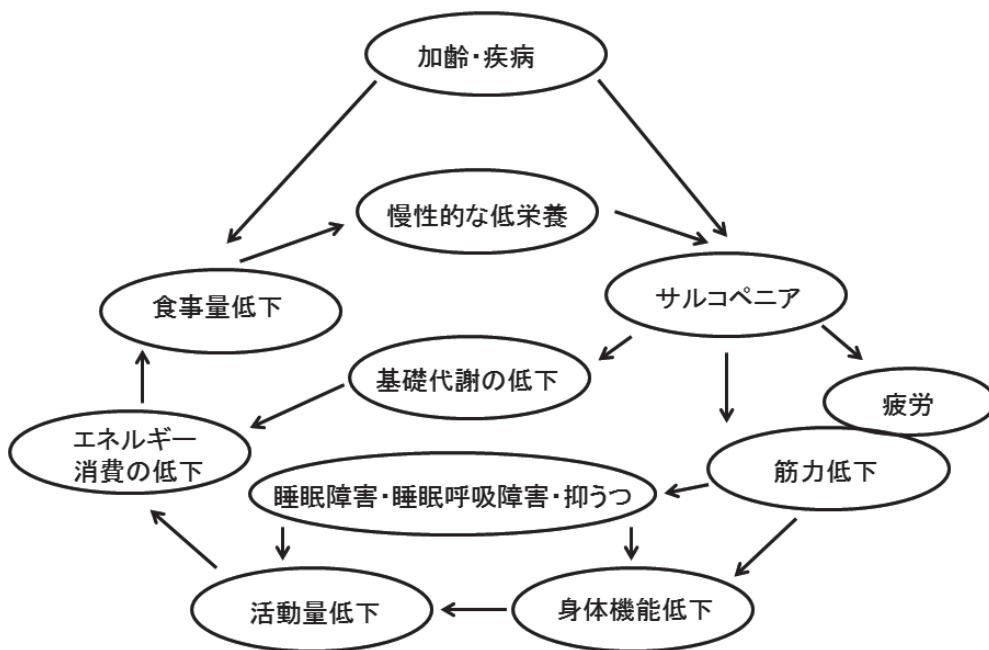 加齢・疾病
慢性的な低栄養
サルコペニア
食事量低下
基礎代謝の低下
疲労
エネルギー
消費の低下
筋力低下
睡眠障害・睡眠呼吸障害・抑うつ
活動量低下
身体機能低下